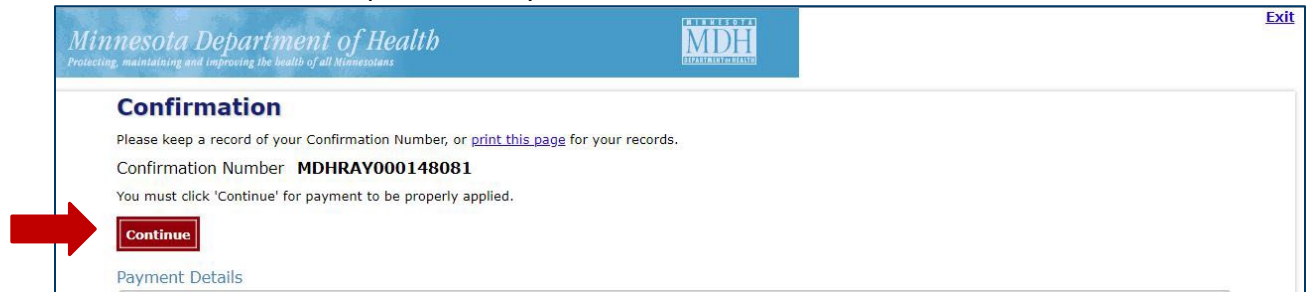 Exit
Minnesota Department of Health
Protecting, maintaining and improving the health of all Minnesotans
MINNESOTA
MDH
DEPARTMENT OF HEALTH
Confirmation
Please keep a record of your Confirmation Number, or print this page for your records.
Confirmation Number MDHRAY000148081
You must click 'Continue' for payment to be properly applied.
Continue
Payment Details